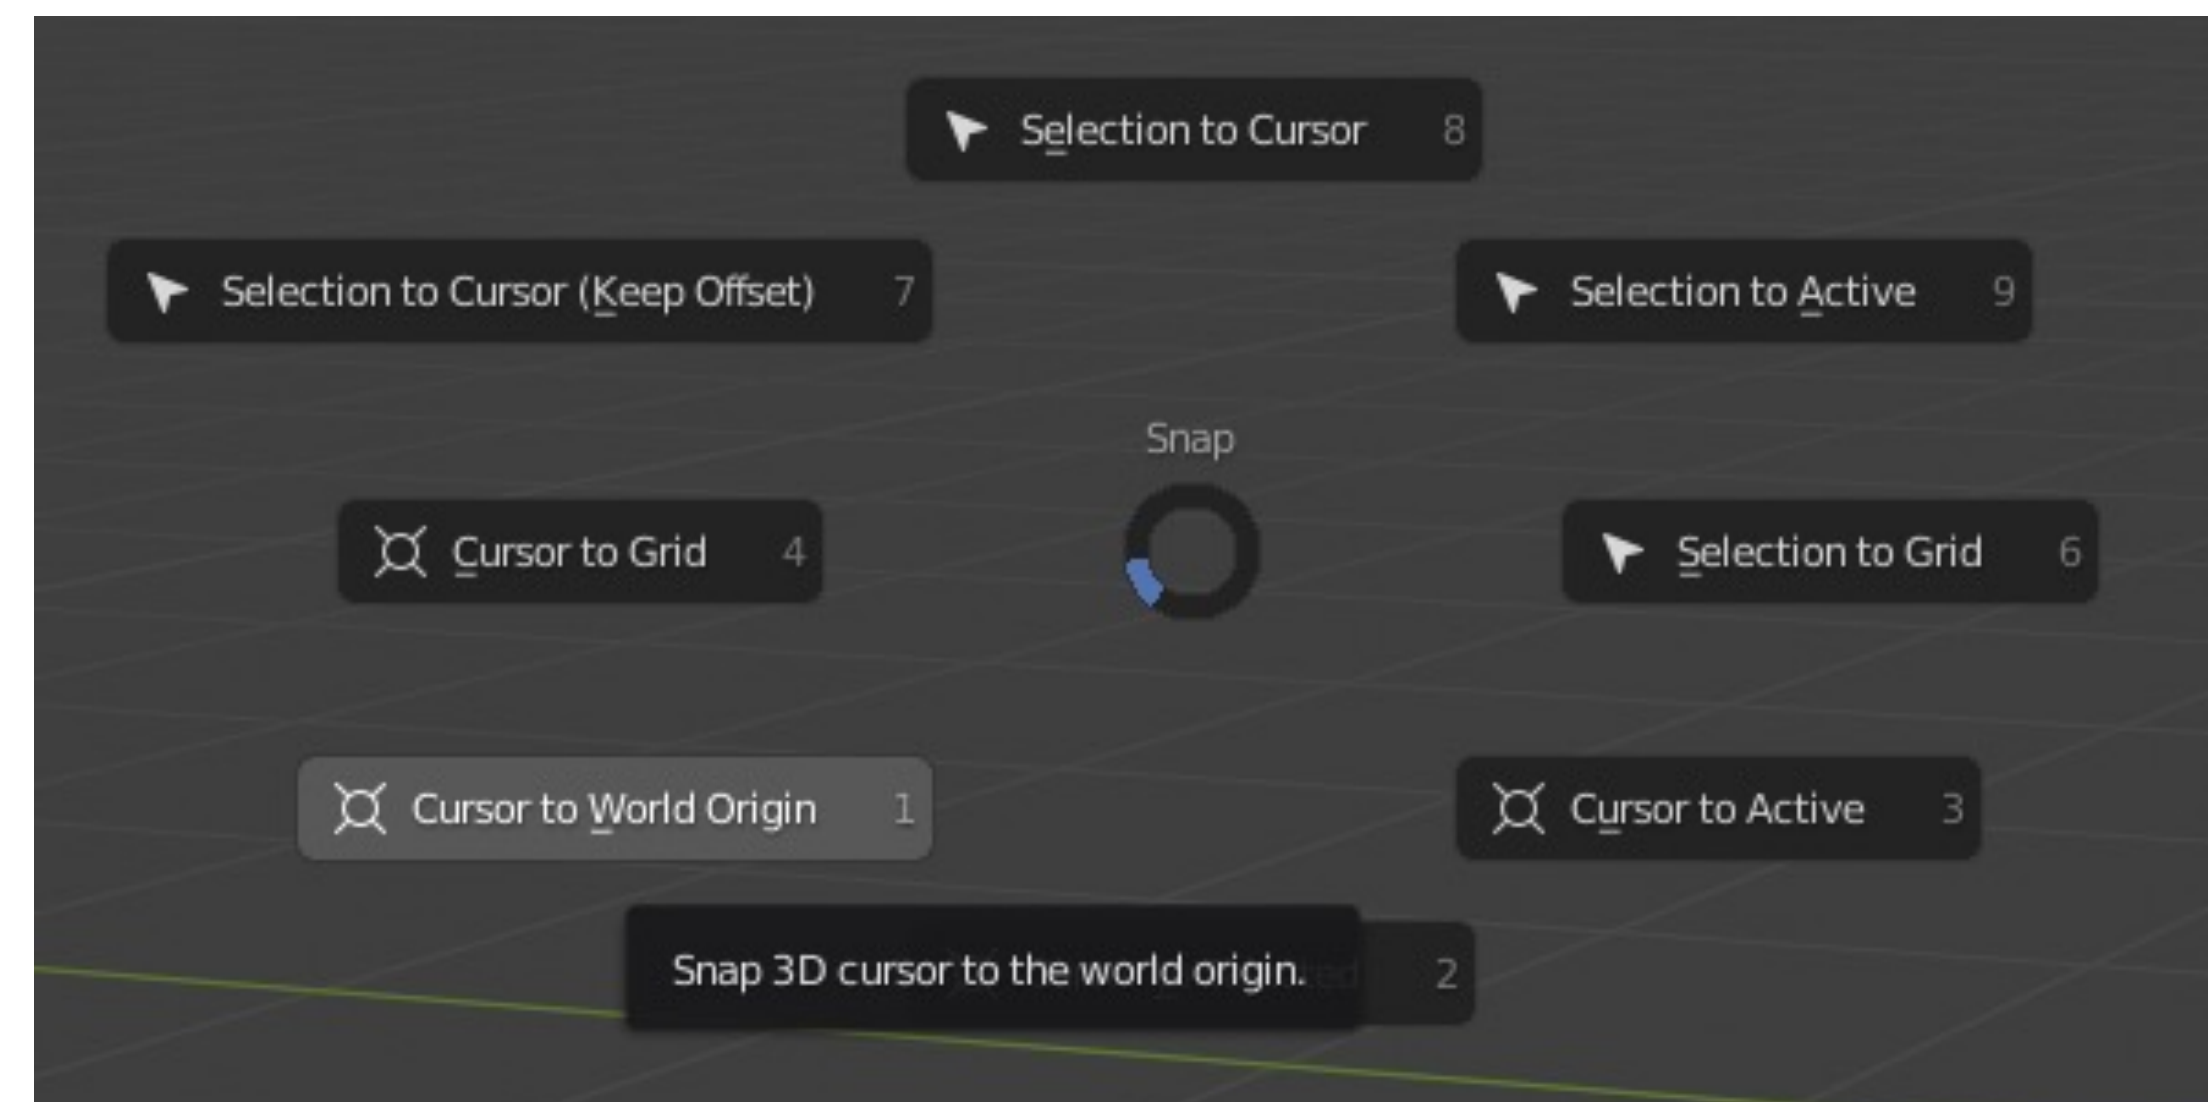 Selection to Cursor 8
Selection to Cursor (Keep Offset) 7
Selection to Active 9
Snap
Cursor to Grid 4
Selection to Grid 6
Cursor to World Origin 1
Cursor to Active 3
Snap 3D cursor to the world origin.
2